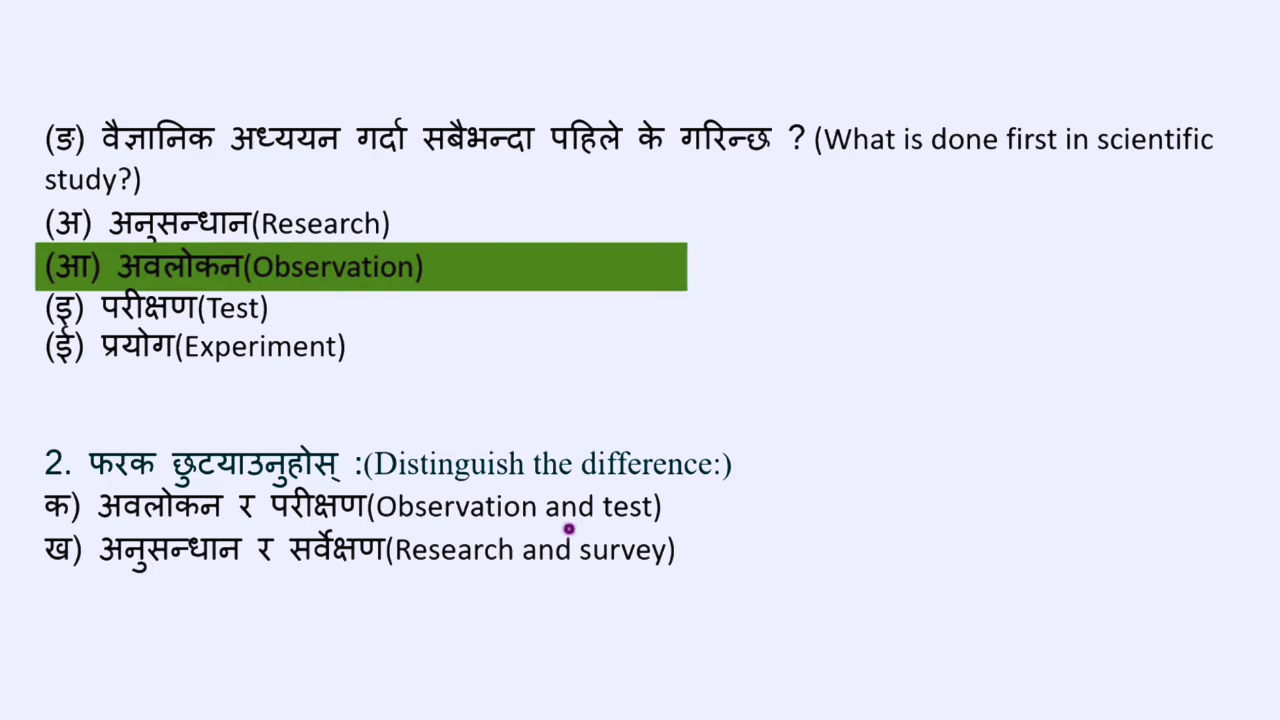 (ङ) वैज्ञानिक अध्ययन गर्दा सबैभन्दा पहिले के गरिन्छ ? (What is done first in scientific
study?)
(अ) अनुसन्धान(Research)
(आ) अवलोकन(Observation)
(इ) परीक्षण(Test)
(ई) प्रयोग(Experiment)
2. फरक छुटयाउनुहोस् :(Distinguish the difference:)
क) अवलोकन र परीक्षण(Observation and test)
ख) अनुसन्धान र सर्वेक्षण(Research and survey)